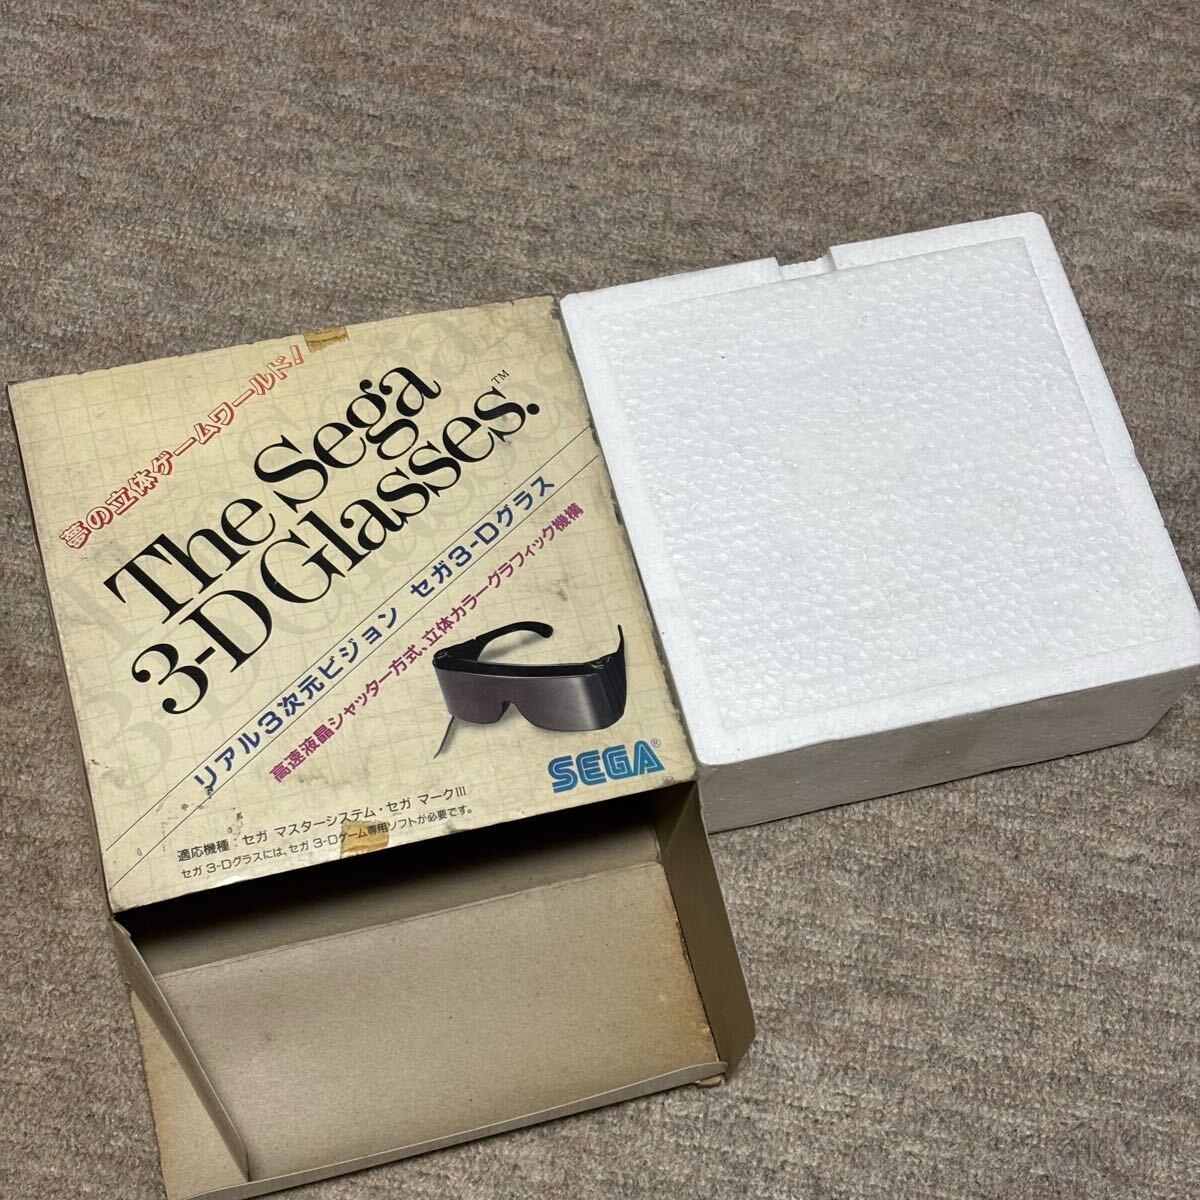 夢の立体ゲームワールド!
The Sega
3-D Glasses.™
リアル3次元ビジョン セガ3-Dグラス
高速液晶シャッター方式、立体カラーグラフィック機構
SEGA®
適応機種:セガ マスターシステム・セガ マークIII
セガ 3-Dグラスには、セガ 3-Dゲーム専用ソフトが必要です。